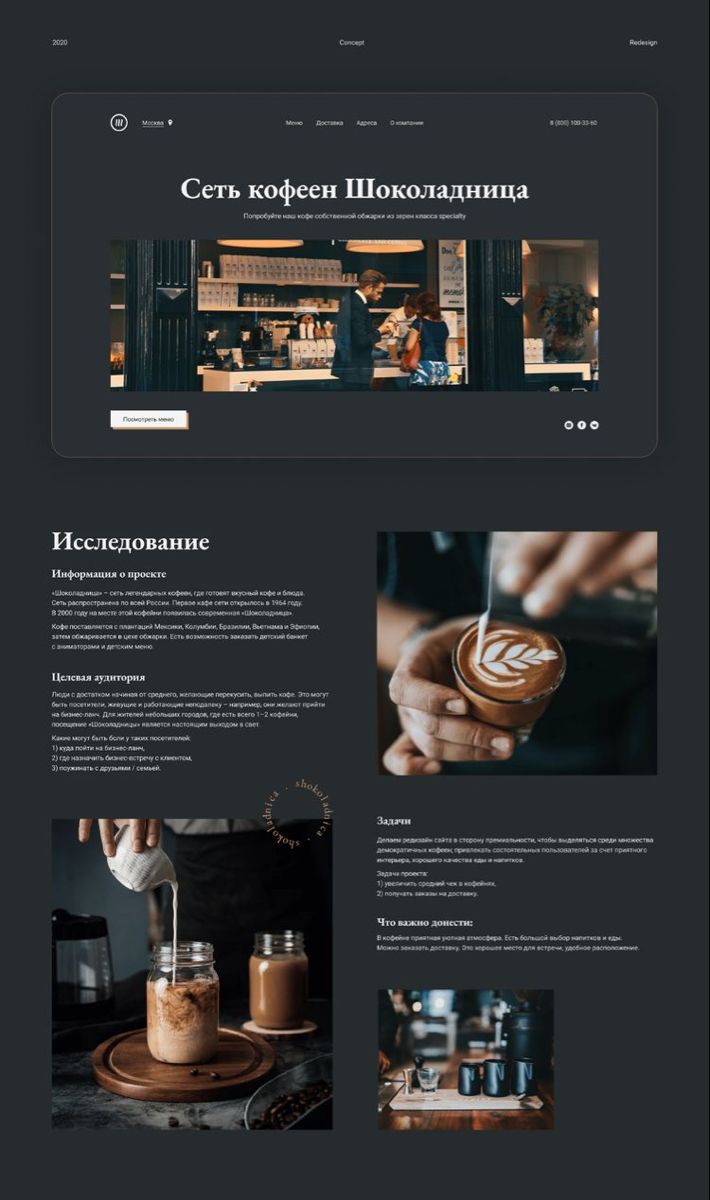 2020
Concept
Redesign
Москва
Меню
Доставка
Адреса
О компании
8 (800) 100-33-60
Сеть кофеен Шоколадница
Попробуйте наш кофе собственной обжарки из зерен класса specialty
Посмотреть меню
Исследование
Информация о проекте
«Шоколадница» – сеть легендарных кофеен, где готовят вкусный кофе и блюда.
Сеть распространена по всей России. Первое кафе сети открылось в 1964 году.
В 2000 году на месте этой кофейни появилась современная «Шоколадница».
Кофе поставляется с плантаций Мексики, Колумбии, Бразилии, Вьетнама и Эфиопии,
затем обжаривается в цехе обжарки. Есть возможность заказать детский банкет
с аниматорами и детским меню.
Целевая аудитория
Люди с достатком начиная от среднего, желающие перекусить, выпить кофе. Это могут
быть посетители, живущие и работающие неподалеку – например, они желают прийти
на бизнес-ланч. Для жителей небольших городов, где есть всего 1–2 кофейни,
посещение «Шоколадницы» является настоящим выходом в свет.
Какие могут быть боли у таких посетителей:
1) куда пойти на бизнес-ланч,
2) где назначить бизнес-встречу с клиентом,
3) поужинать с друзьями / семьей.
shokoladnica · shokoladnica ·
Задачи
Делаем редизайн сайта в сторону премиальности, чтобы выделяться среди множества
демократичных кофеен; привлекать состоятельных пользователей за счет приятного
интерьера, хорошего качества еды и напитков.
Задачи проекта:
1) увеличить средний чек в кофейнях,
2) получать заказы на доставку.
Что важно донести:
В кофейне приятная уютная атмосфера. Есть большой выбор напитков и еды.
Можно заказать доставку. Это хорошее место для встречи, удобное расположение.